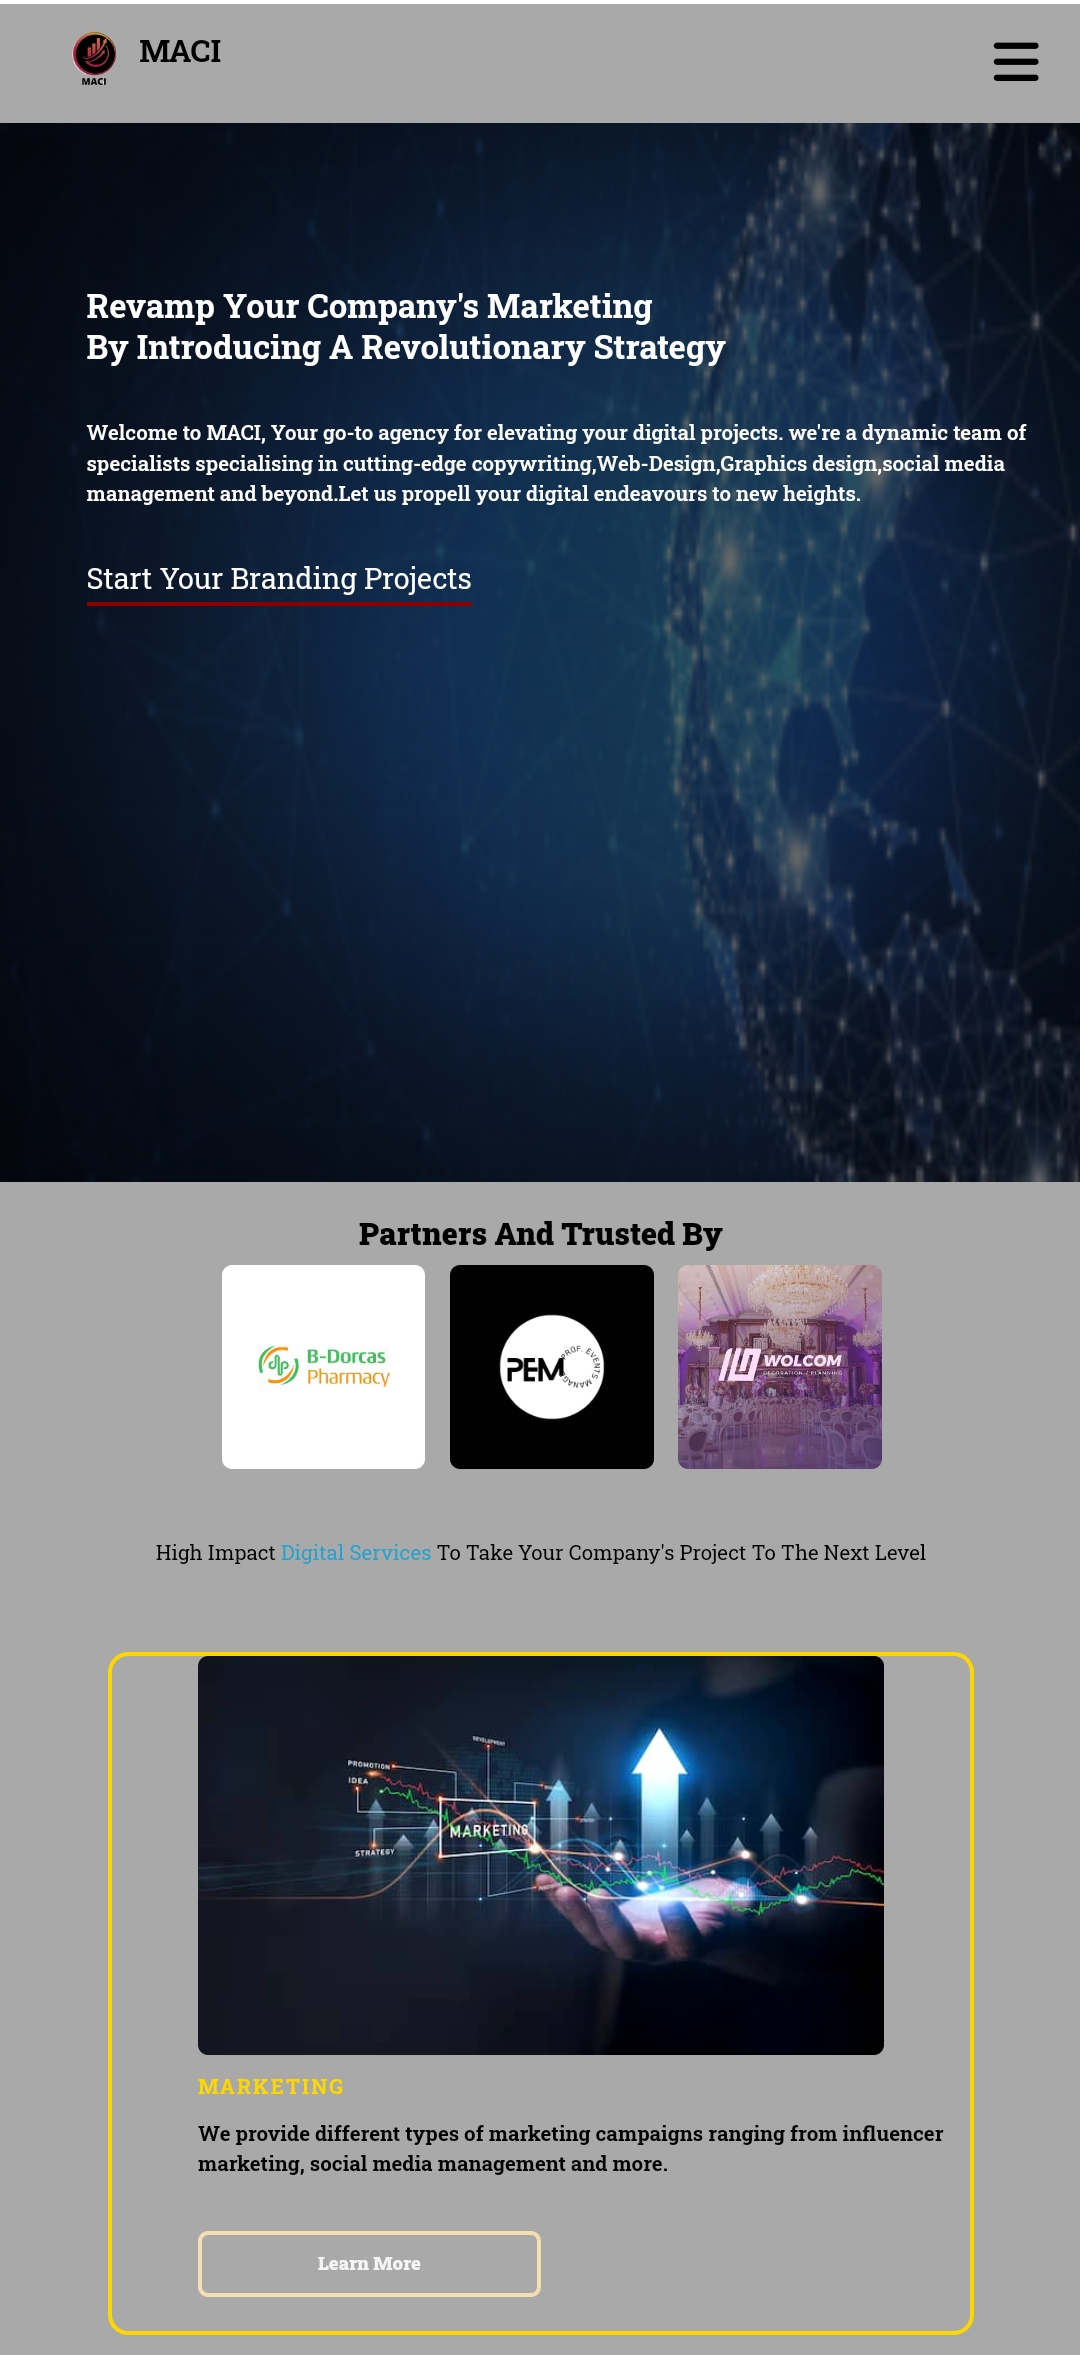 MACI
MACI
Revamp Your Company's Marketing
By Introducing A Revolutionary Strategy
Welcome to MACI, Your go-to agency for elevating your digital projects. we're a dynamic team of
specialists specialising in cutting-edge copywriting,Web-Design,Graphics design,social media
management and beyond.Let us propell your digital endeavours to new heights.
Start Your Branding Projects
Partners And Trusted By
B-Dorcas
Pharmacy
PEM
PROF. EVENTS MANAG
WOLCOM
DECORATION / PLANNING
High Impact Digital Services To Take Your Company's Project To The Next Level
DEVELOPMENT
PROMOTION
IDEA
MARKETING
STRATEGY
MARKETING
We provide different types of marketing campaigns ranging from influencer
marketing, social media management and more.
Learn More